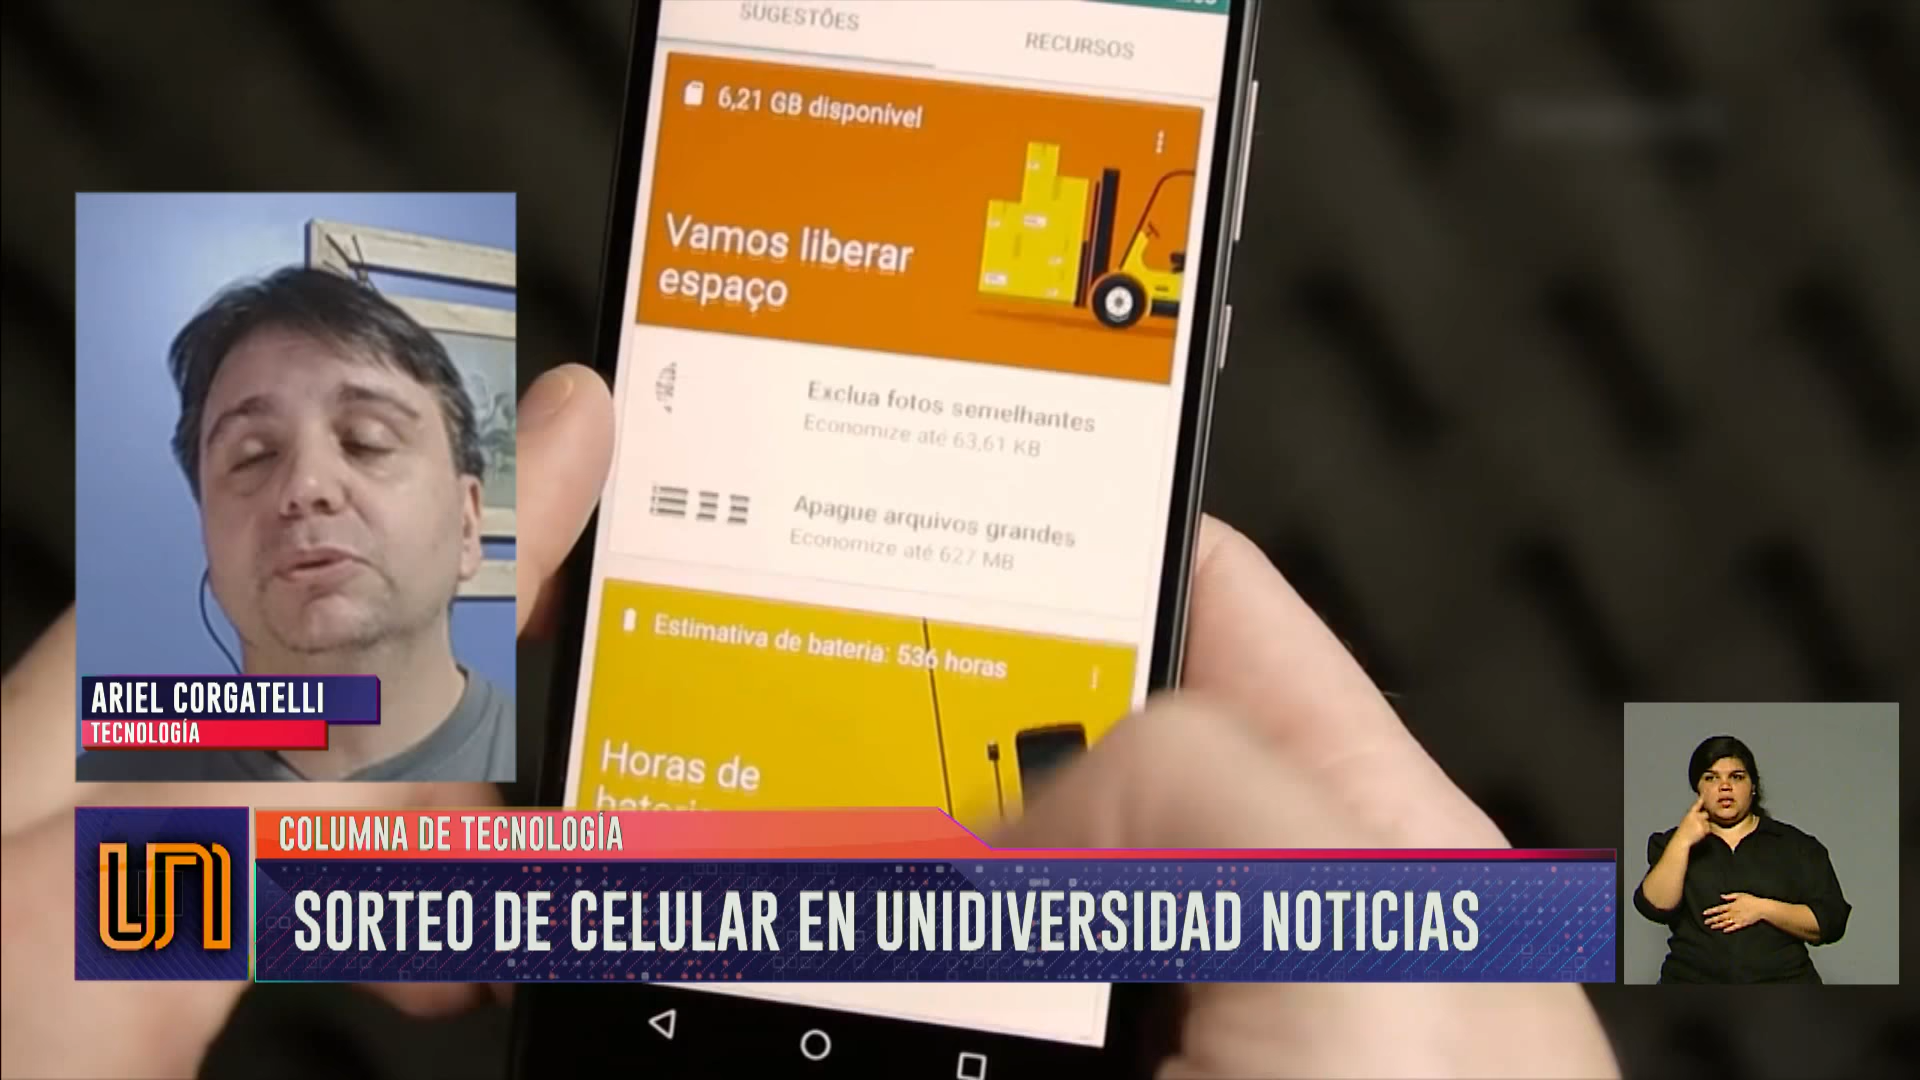 SUGESTÕES
RECURSOS
6,21 GB disponível
Vamos liberar
espaço
Exclua fotos semelhantes
Economize até 63,61 KB
Apague arquivos grandes
Economize até 627 MB
Estimativa de bateria: 536 horas
Horas de
bateria
ARIEL CORGATELLI
TECNOLOGÍA
UN
COLUMNA DE TECNOLOGÍA
SORTEO DE CELULAR EN UNIDIVERSIDAD NOTICIAS